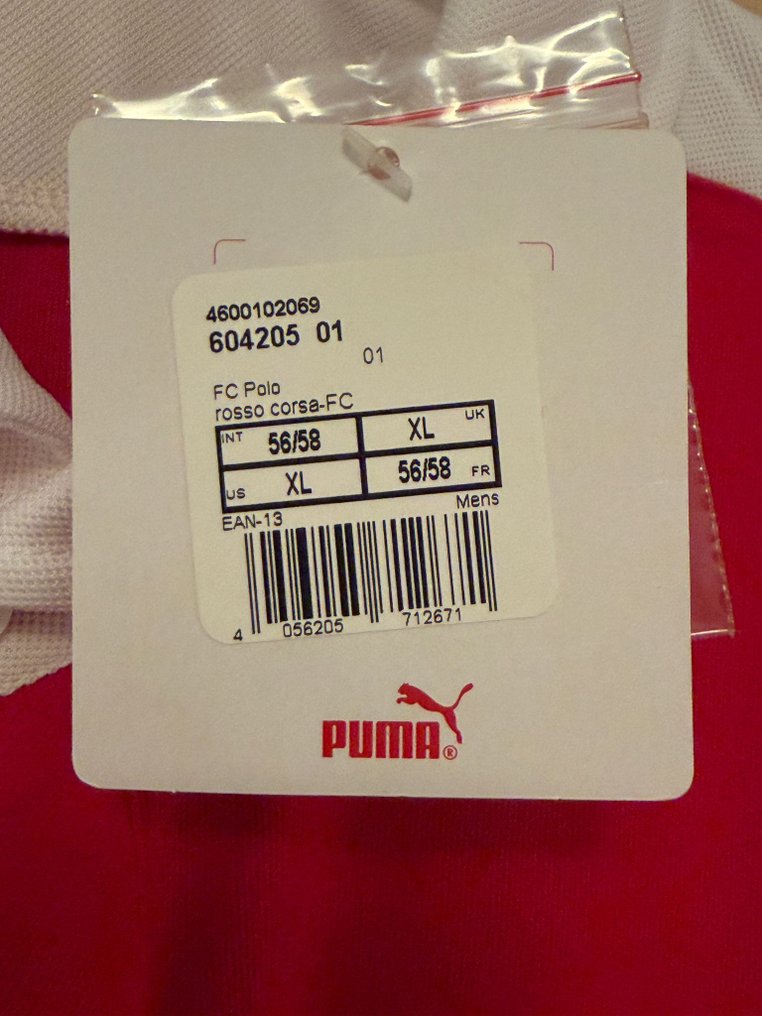 4600102069
604205 01
01
FC Polo
rosso corsa-FC
INT 56/58 XL UK
US XL 56/58 FR
EAN-13 Mens
4 056205 712671
PUMA®